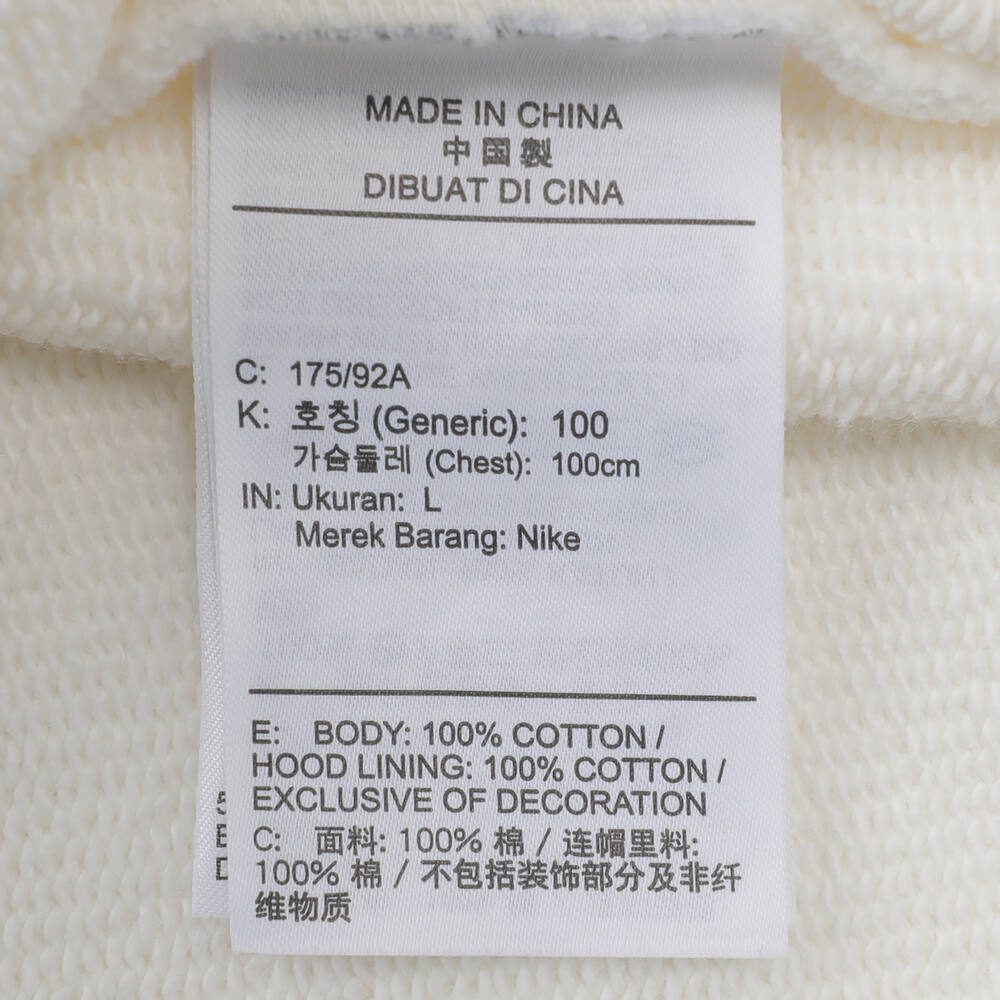 MADE IN CHINA
中国製
DIBUAT DI CINA
C: 175/92A
K: 호칭 (Generic): 100
가슴둘레 (Chest): 100cm
IN: Ukuran: L
Merek Barang: Nike
E: BODY: 100% COTTON /
HOOD LINING: 100% COTTON /
EXCLUSIVE OF DECORATION
C: 面料: 100% 棉 / 连帽里料:
100% 棉 / 不包括装饰部分及非纤
维物质